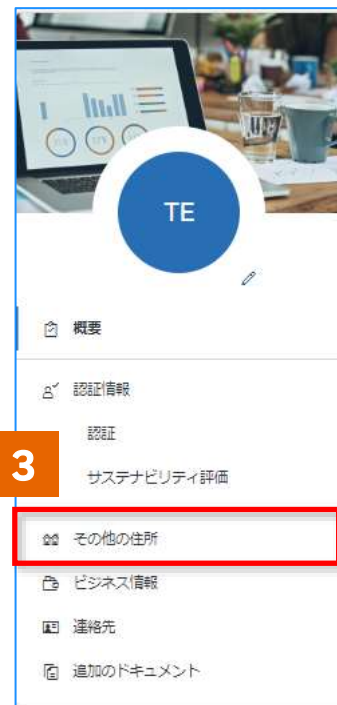 TE
概要
認証情報
認証
3
サステナビリティ評価
その他の住所
ビジネス情報
連絡先
追加のドキュメント